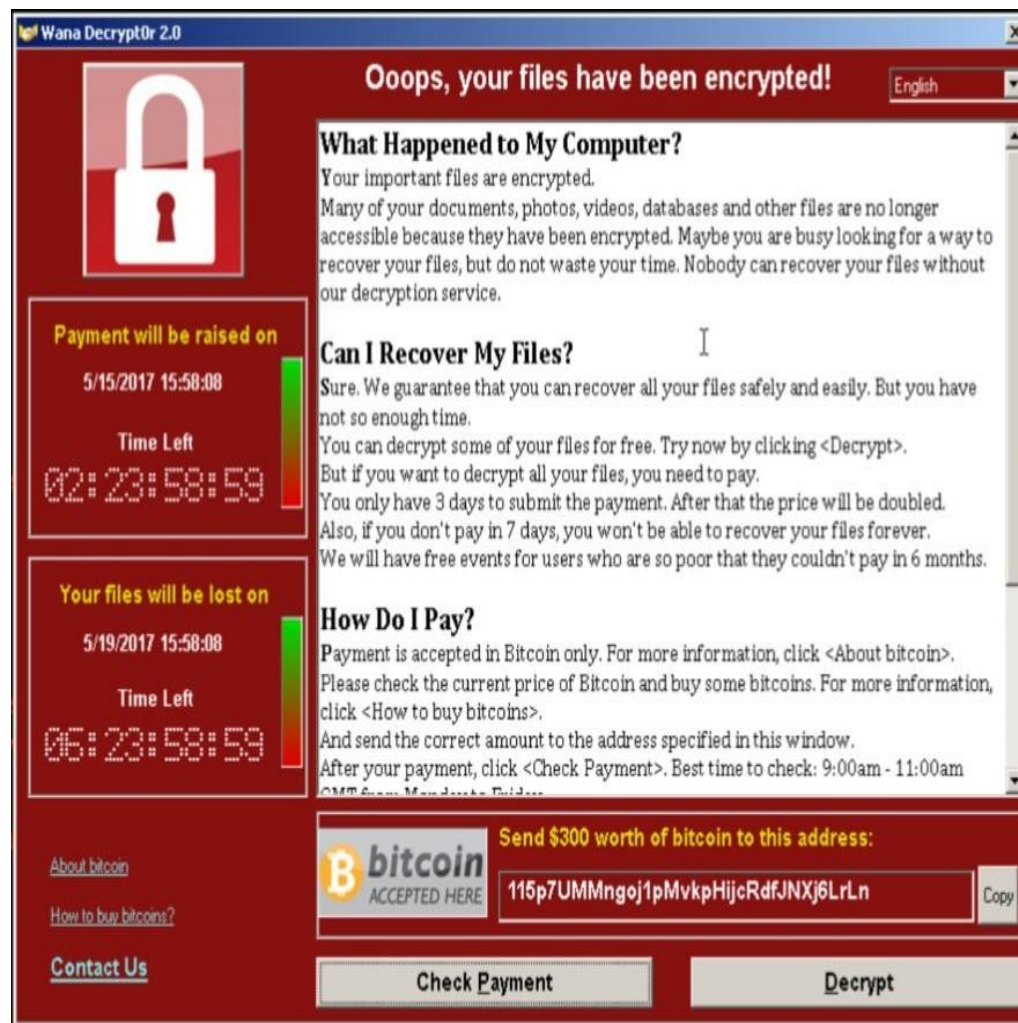 Wana Decrypt0r 2.0
Ooops, your files have been encrypted!
English
What Happened to My Computer?
Your important files are encrypted.
Many of your documents, photos, videos, databases and other files are no longer
accessible because they have been encrypted. Maybe you are busy looking for a way to
recover your files, but do not waste your time. Nobody can recover your files without
our decryption service.
Can I Recover My Files?
Sure. We guarantee that you can recover all your files safely and easily. But you have
not so enough time.
You can decrypt some of your files for free. Try now by clicking <Decrypt>.
But if you want to decrypt all your files, you need to pay.
You only have 3 days to submit the payment. After that the price will be doubled.
Also, if you don't pay in 7 days, you won't be able to recover your files forever.
We will have free events for users who are so poor that they couldn't pay in 6 months.
How Do I Pay?
Payment is accepted in Bitcoin only. For more information, click <About bitcoin>.
Please check the current price of Bitcoin and buy some bitcoins. For more information,
click <How to buy bitcoins>.
And send the correct amount to the address specified in this window.
After your payment, click <Check Payment>. Best time to check: 9:00am - 11:00am
GMT from Monday to Friday
Payment will be raised on
5/15/2017 15:58:08
Time Left
02:23:58:59
Your files will be lost on
5/19/2017 15:58:08
Time Left
06:23:58:59
About bitcoin
How to buy bitcoins?
Contact Us
bitcoin
ACCEPTED HERE
Send $300 worth of bitcoin to this address:
115p7UMMngoj1pMvkpHijcRdfJNXj6LrLn
Copy
Check Payment
Decrypt